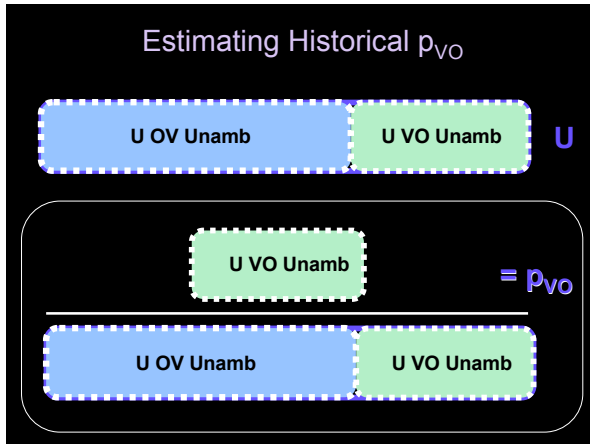 Estimating Historical pVO
U OV Unamb U VO Unamb U
U VO Unamb
= pVO
U OV Unamb U VO Unamb